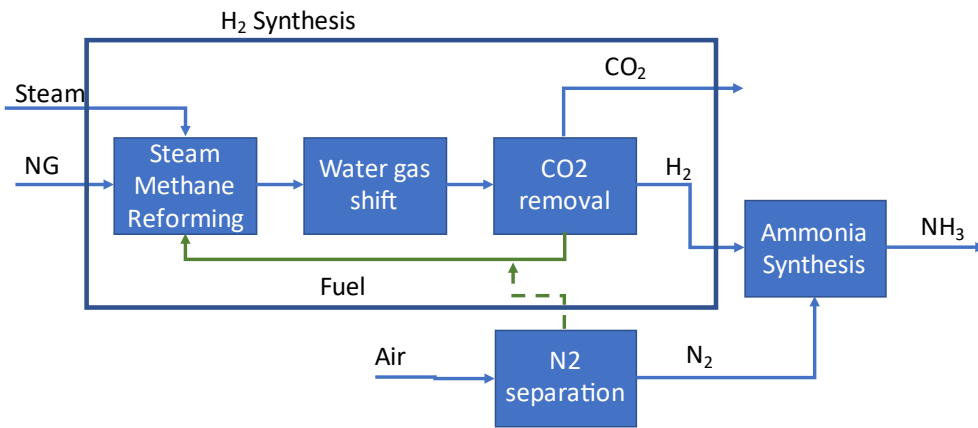 H₂ Synthesis
CO₂
Steam
NG
Steam
Methane
Reforming
Water gas
shift
CO2
removal
H₂
Ammonia
Synthesis
NH₃
Fuel
Air
N2
separation
N₂